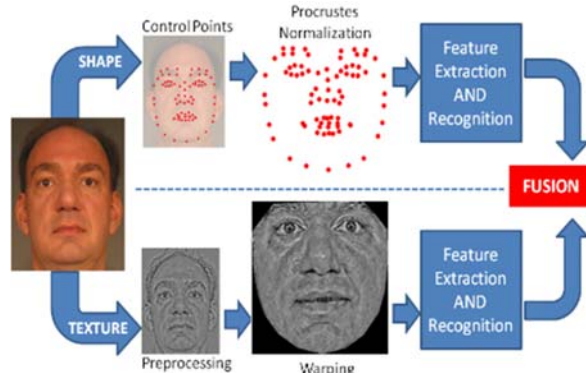 Control Points
Procrustes
Normalization
SHAPE
Feature
Extraction
AND
Recognition
FUSION
TEXTURE
Preprocessing
Warping
Feature
Extraction
AND
Recognition